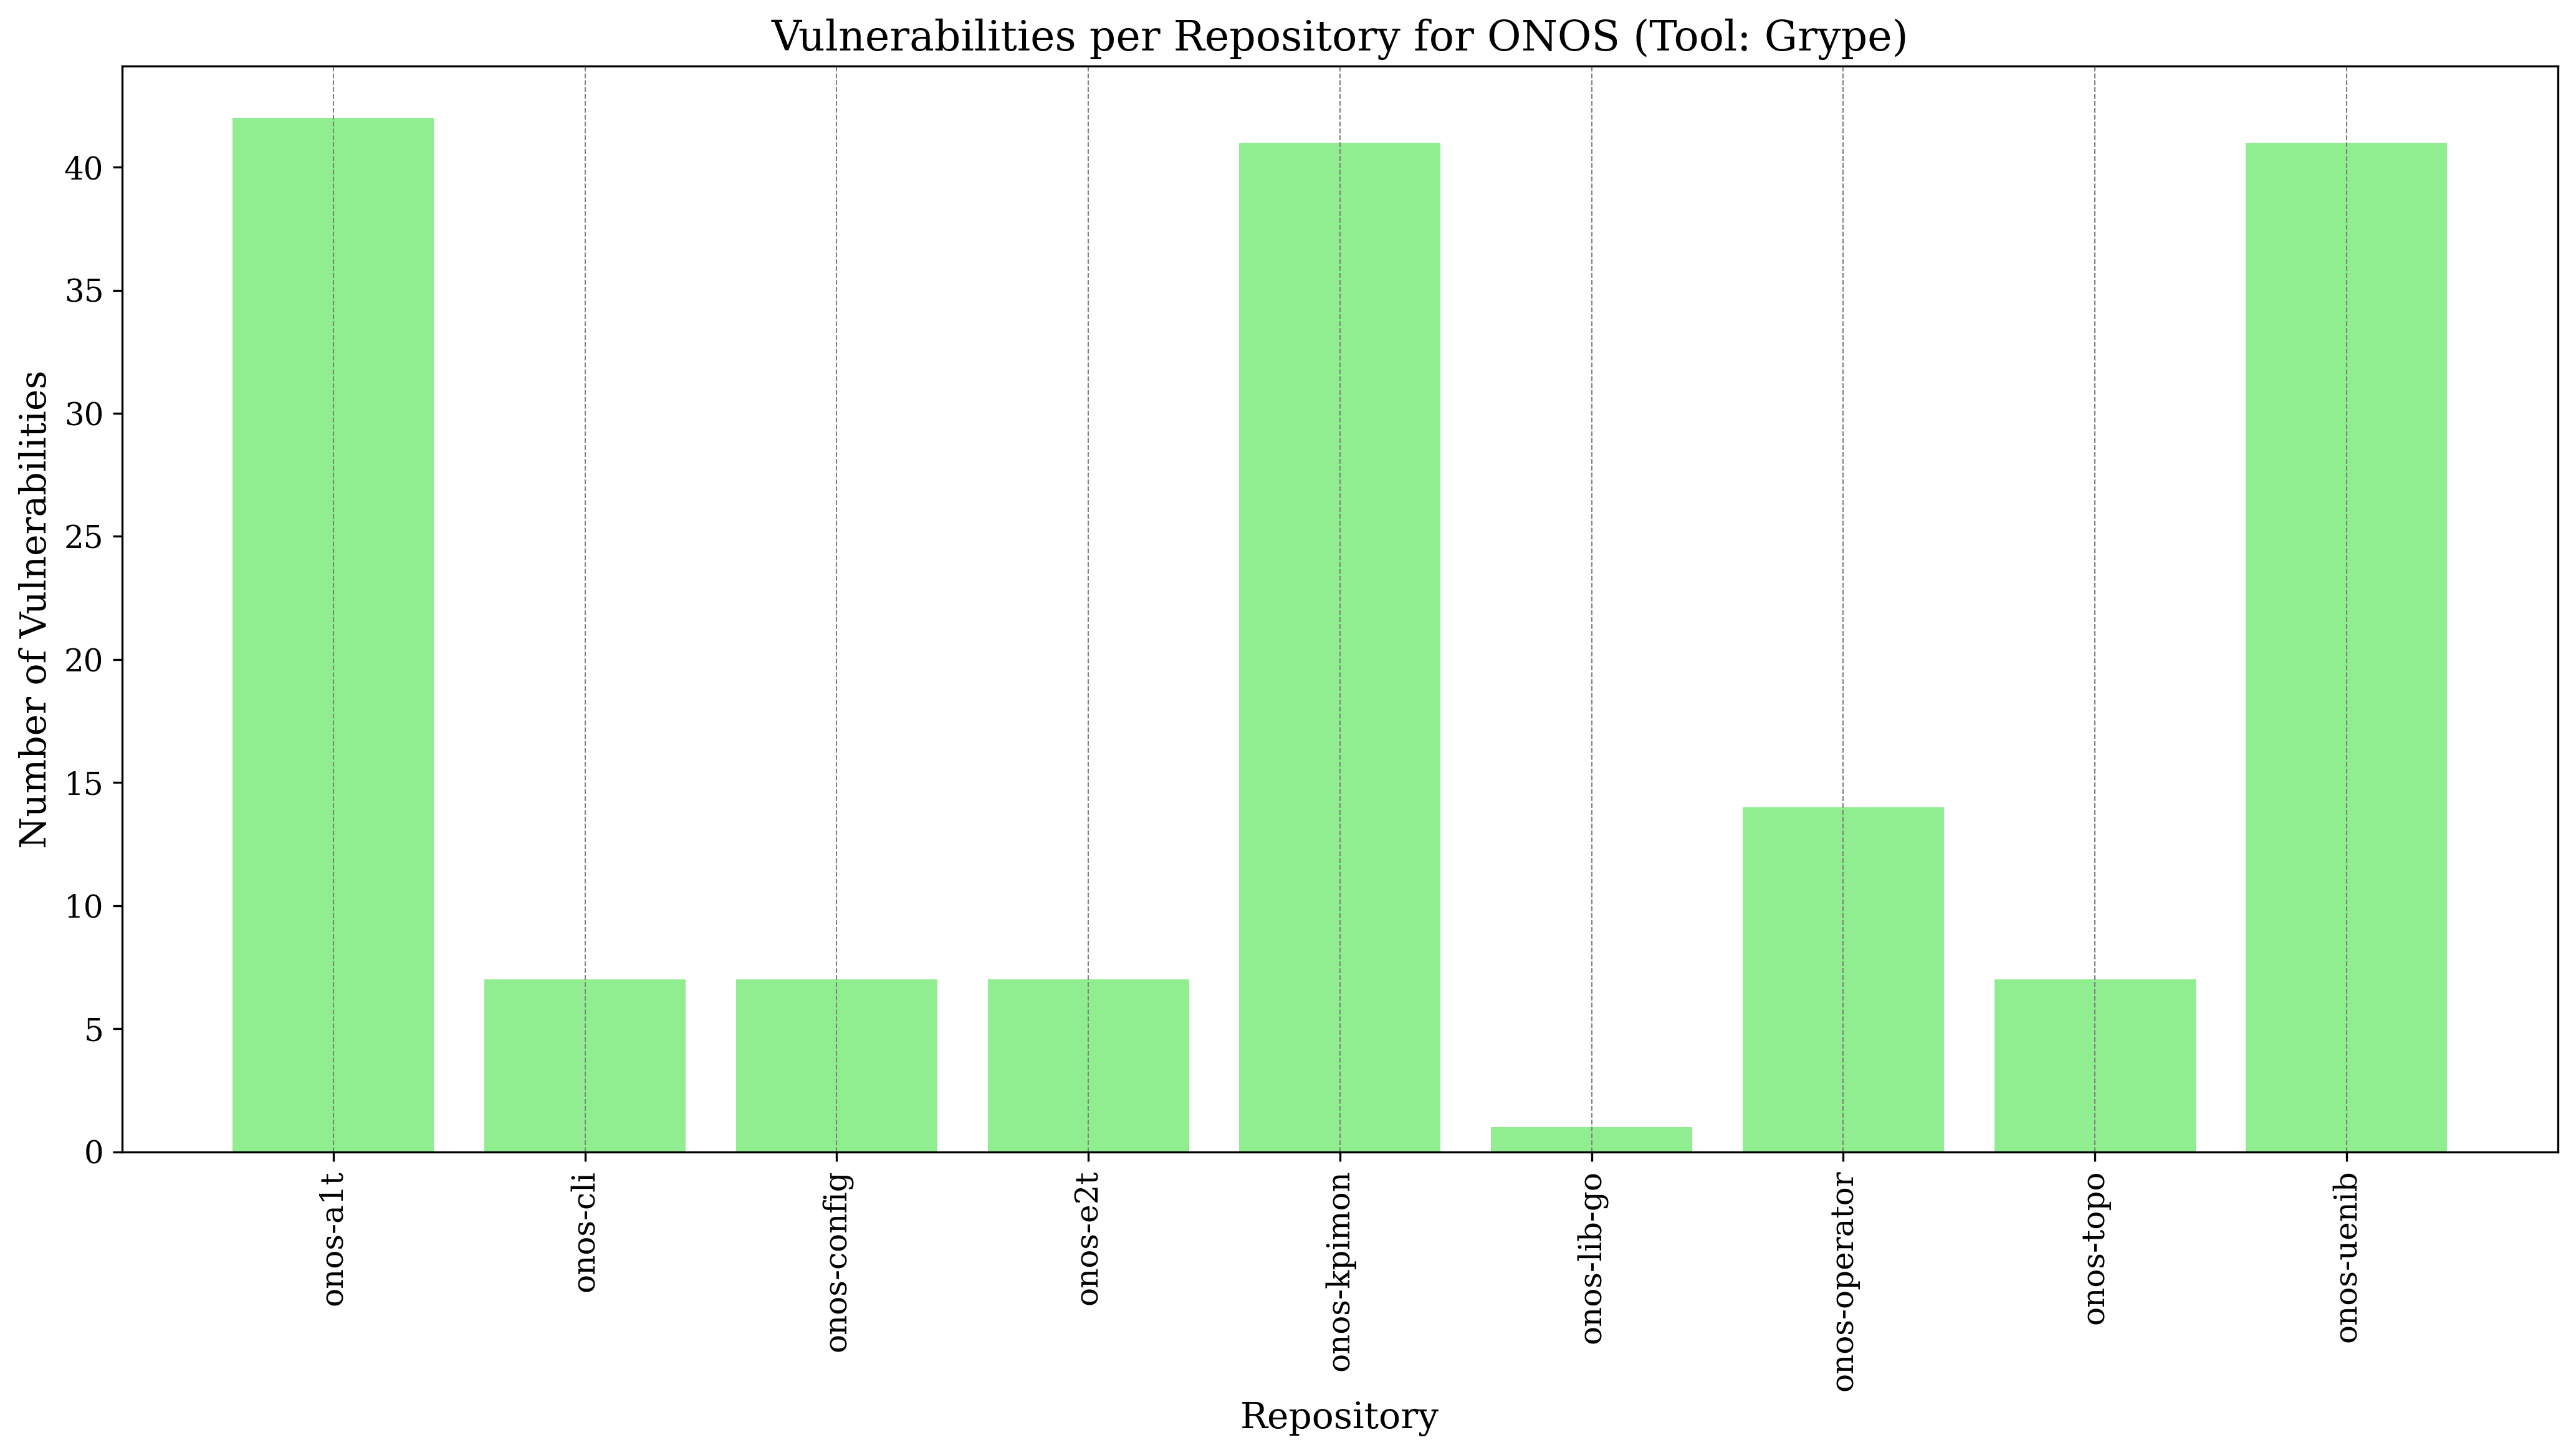 Vulnerabilities per Repository for ONOS (Tool: Grype)
Number of Vulnerabilities
40
35
30
25
20
15
10
5
0
onos-a1t
onos-cli
onos-config
onos-e2t
onos-kpimon
onos-lib-go
onos-operator
onos-topo
onos-uenib
Repository